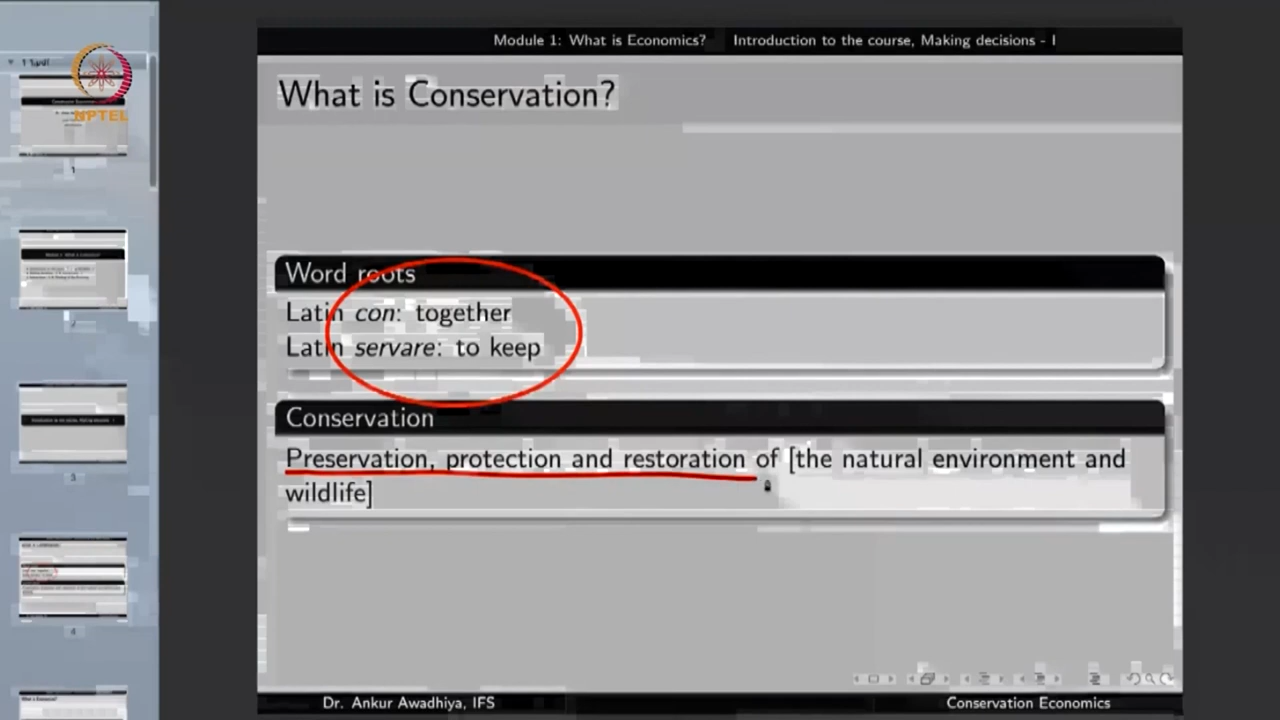 Module 1: What is Economics? Introduction to the course, Making decisions - I
NPTEL
What is Conservation?
Word roots
Latin con: together
Latin servare: to keep
Conservation
Preservation, protection and restoration of [the natural environment and
wildlife]
Dr. Ankur Awadhiya, IFS Conservation Economics